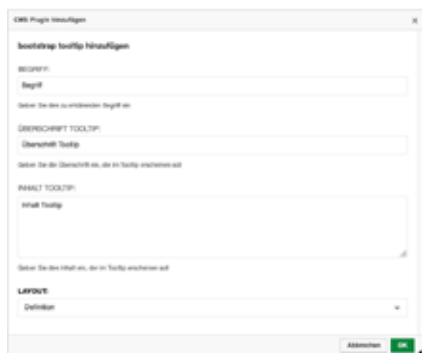 CMS: Plugin hinzufügen
bootstrap tooltip hinzufügen
BEGRIFF:
Begriff
Geben Sie den zu erklärenden Begriff ein
ÜBERSCHRIFT TOOLTIP:
Überschrift Tooltip
Geben Sie die Überschrift ein, die im Tooltip erscheinen soll
INHALT TOOLTIP:
Inhalt Tooltip
Geben Sie den Inhalt ein, der im Tooltip erscheinen soll
LAYOUT:
Definition
Abbrechen OK